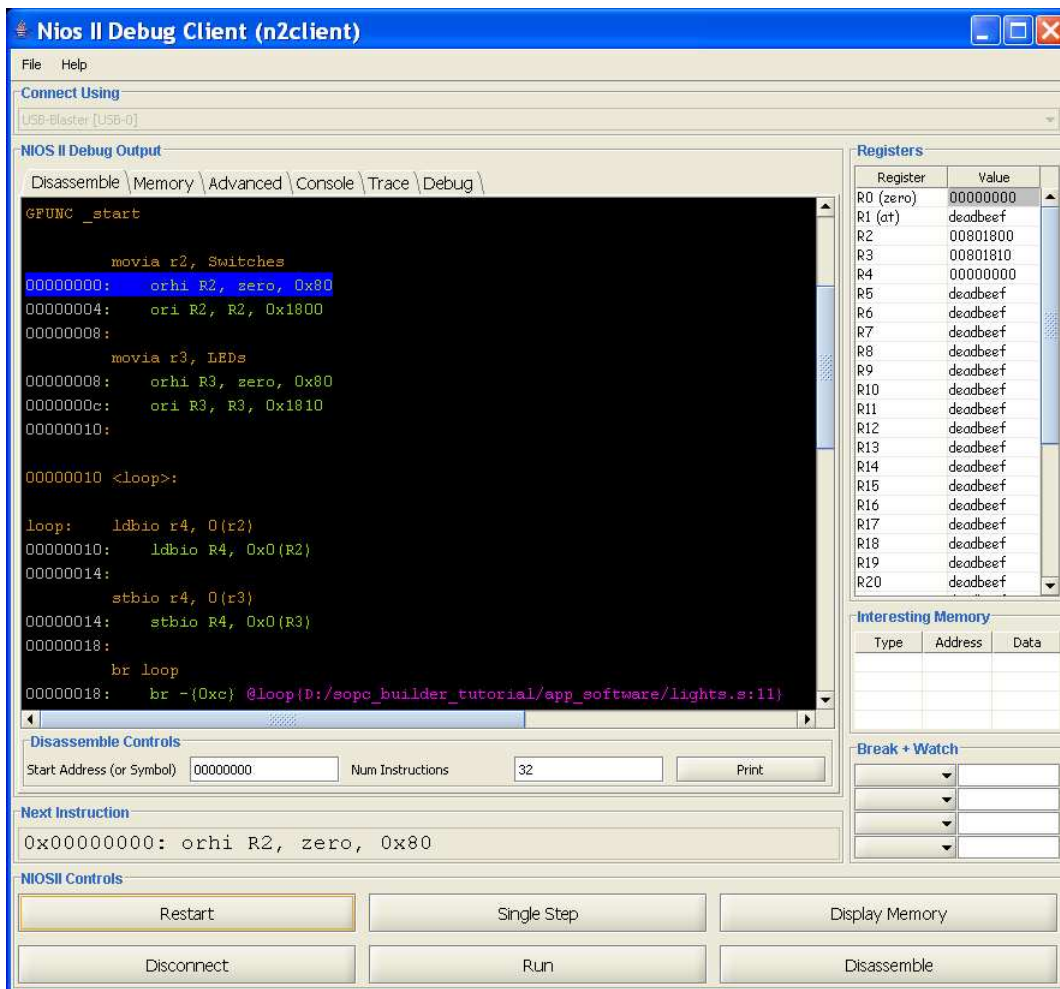 Nios II Debug Client (n2client)
File Help
Connect Using
USB-Blaster [USB-0]
NIOS II Debug Output
Disassemble Memory Advanced Console Trace Debug
GFUNC _start
movia r2, Switches
00000000: orhi R2, zero, 0x80
00000004: ori R2, R2, 0x1800
00000008:
movia r3, LEDs
00000008: orhi R3, zero, 0x80
0000000c: ori R3, R3, 0x1810
00000010:
00000010 <loop>:
loop: ldbio r4, 0(r2)
00000010: ldbio R4, 0x0(R2)
00000014:
stbio r4, 0(r3)
00000014: stbio R4, 0x0(R3)
00000018:
br loop
00000018: br -{0xc} @loop{D:/sopc_builder_tutorial/app_software/lights.s:11}
Disassemble Controls
Start Address (or Symbol) 00000000 Num Instructions 32 Print
Next Instruction
0x00000000: orhi R2, zero, 0x80
NIOSII Controls
Restart Single Step Display Memory
Disconnect Run Disassemble
Registers
Register Value
R0 (zero) 00000000
R1 (at) deadbeef
R2 00801800
R3 00801810
R4 00000000
R5 deadbeef
R6 deadbeef
R7 deadbeef
R8 deadbeef
R9 deadbeef
R10 deadbeef
R11 deadbeef
R12 deadbeef
R13 deadbeef
R14 deadbeef
R15 deadbeef
R16 deadbeef
R17 deadbeef
R18 deadbeef
R19 deadbeef
R20 deadbeef
Interesting Memory
Type Address Data
Break + Watch